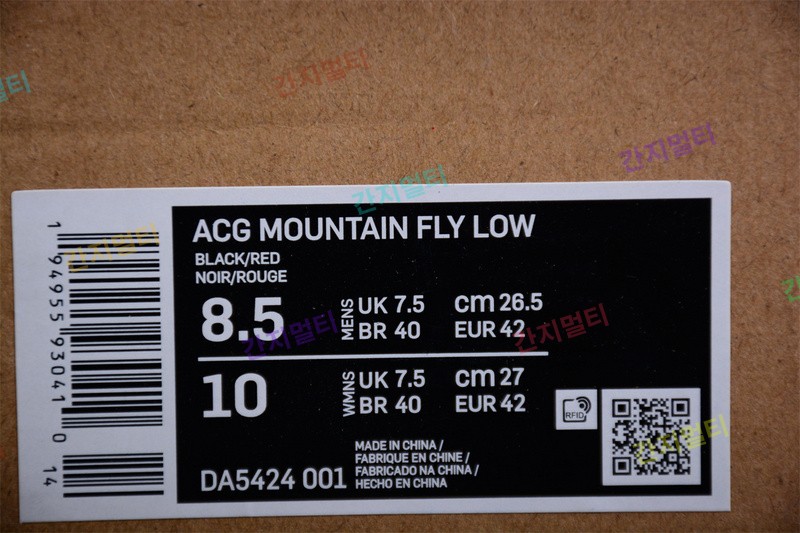 간지멀티
간지멀티
간지멀티
간지멀티
ACG MOUNTAIN FLY LOW
BLACK/RED
NOIR/ROUGE
8.5 MENS UK 7.5 cm 26.5
BR 40 EUR 42
간지멀티
간지멀티
10 WMNS UK 7.5 cm 27
BR 40 EUR 42
RFID
간지멀티
DA5424 001
MADE IN CHINA /
FABRIQUE EN CHINE /
FABRICADO NA CHINA /
HECHO EN CHINA
1 94955 93041 0 14